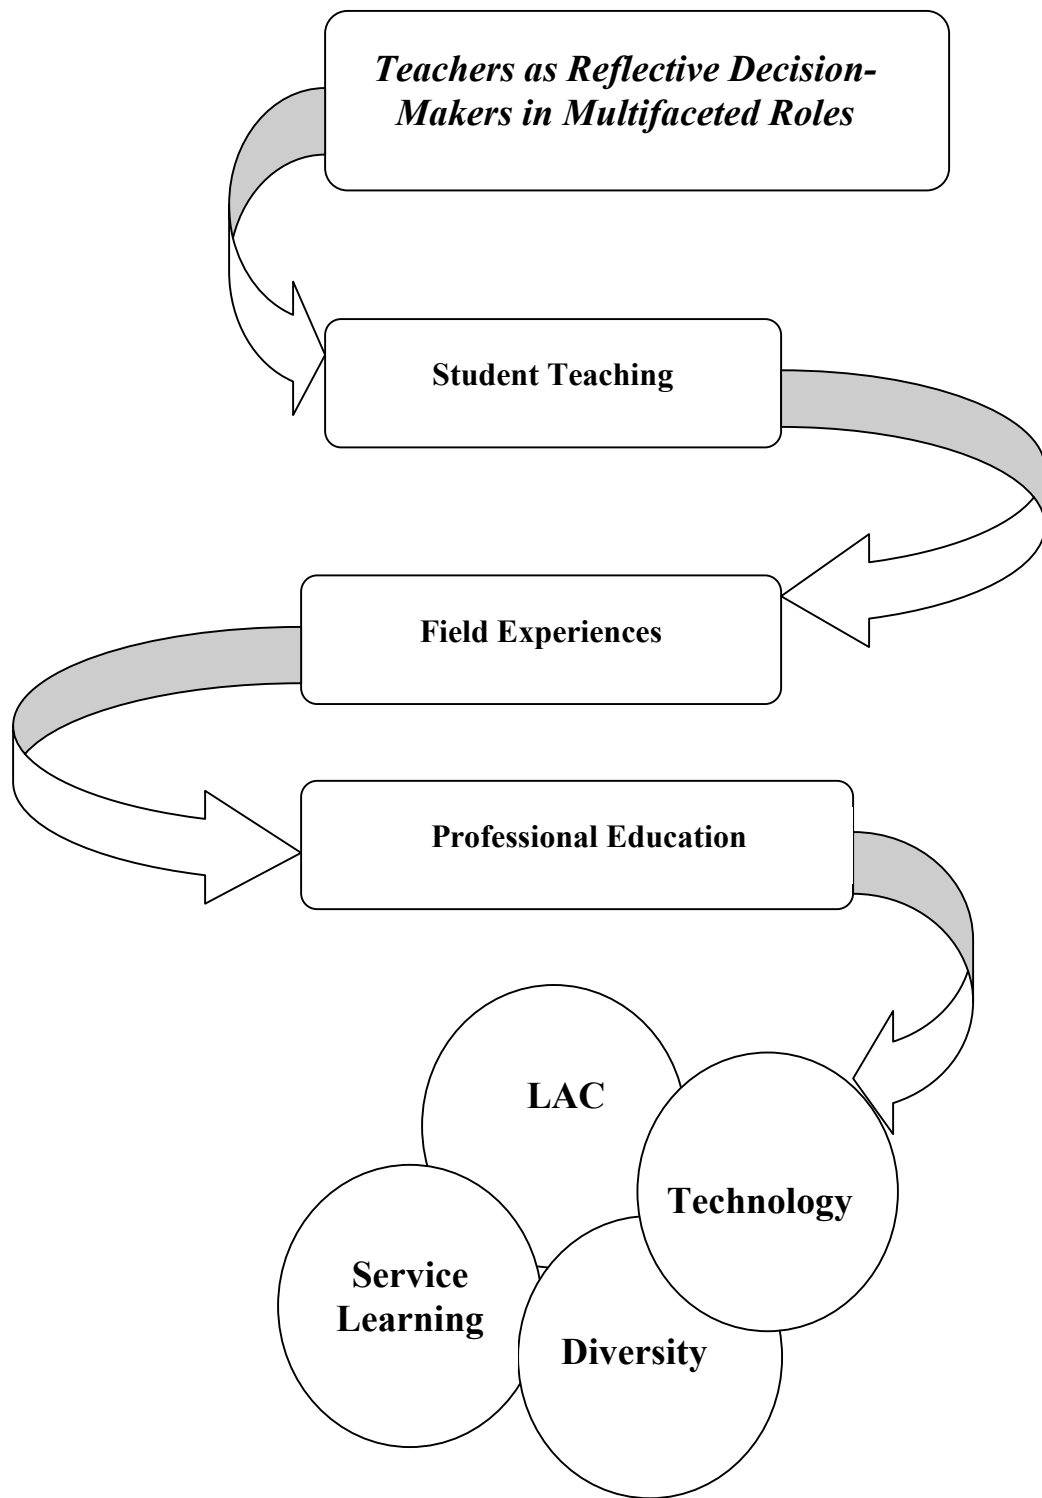 Teachers as Reflective Decision-
Makers in Multifaceted Roles
Student Teaching
Field Experiences
Professional Education
LAC
Technology
Service
Learning
Diversity